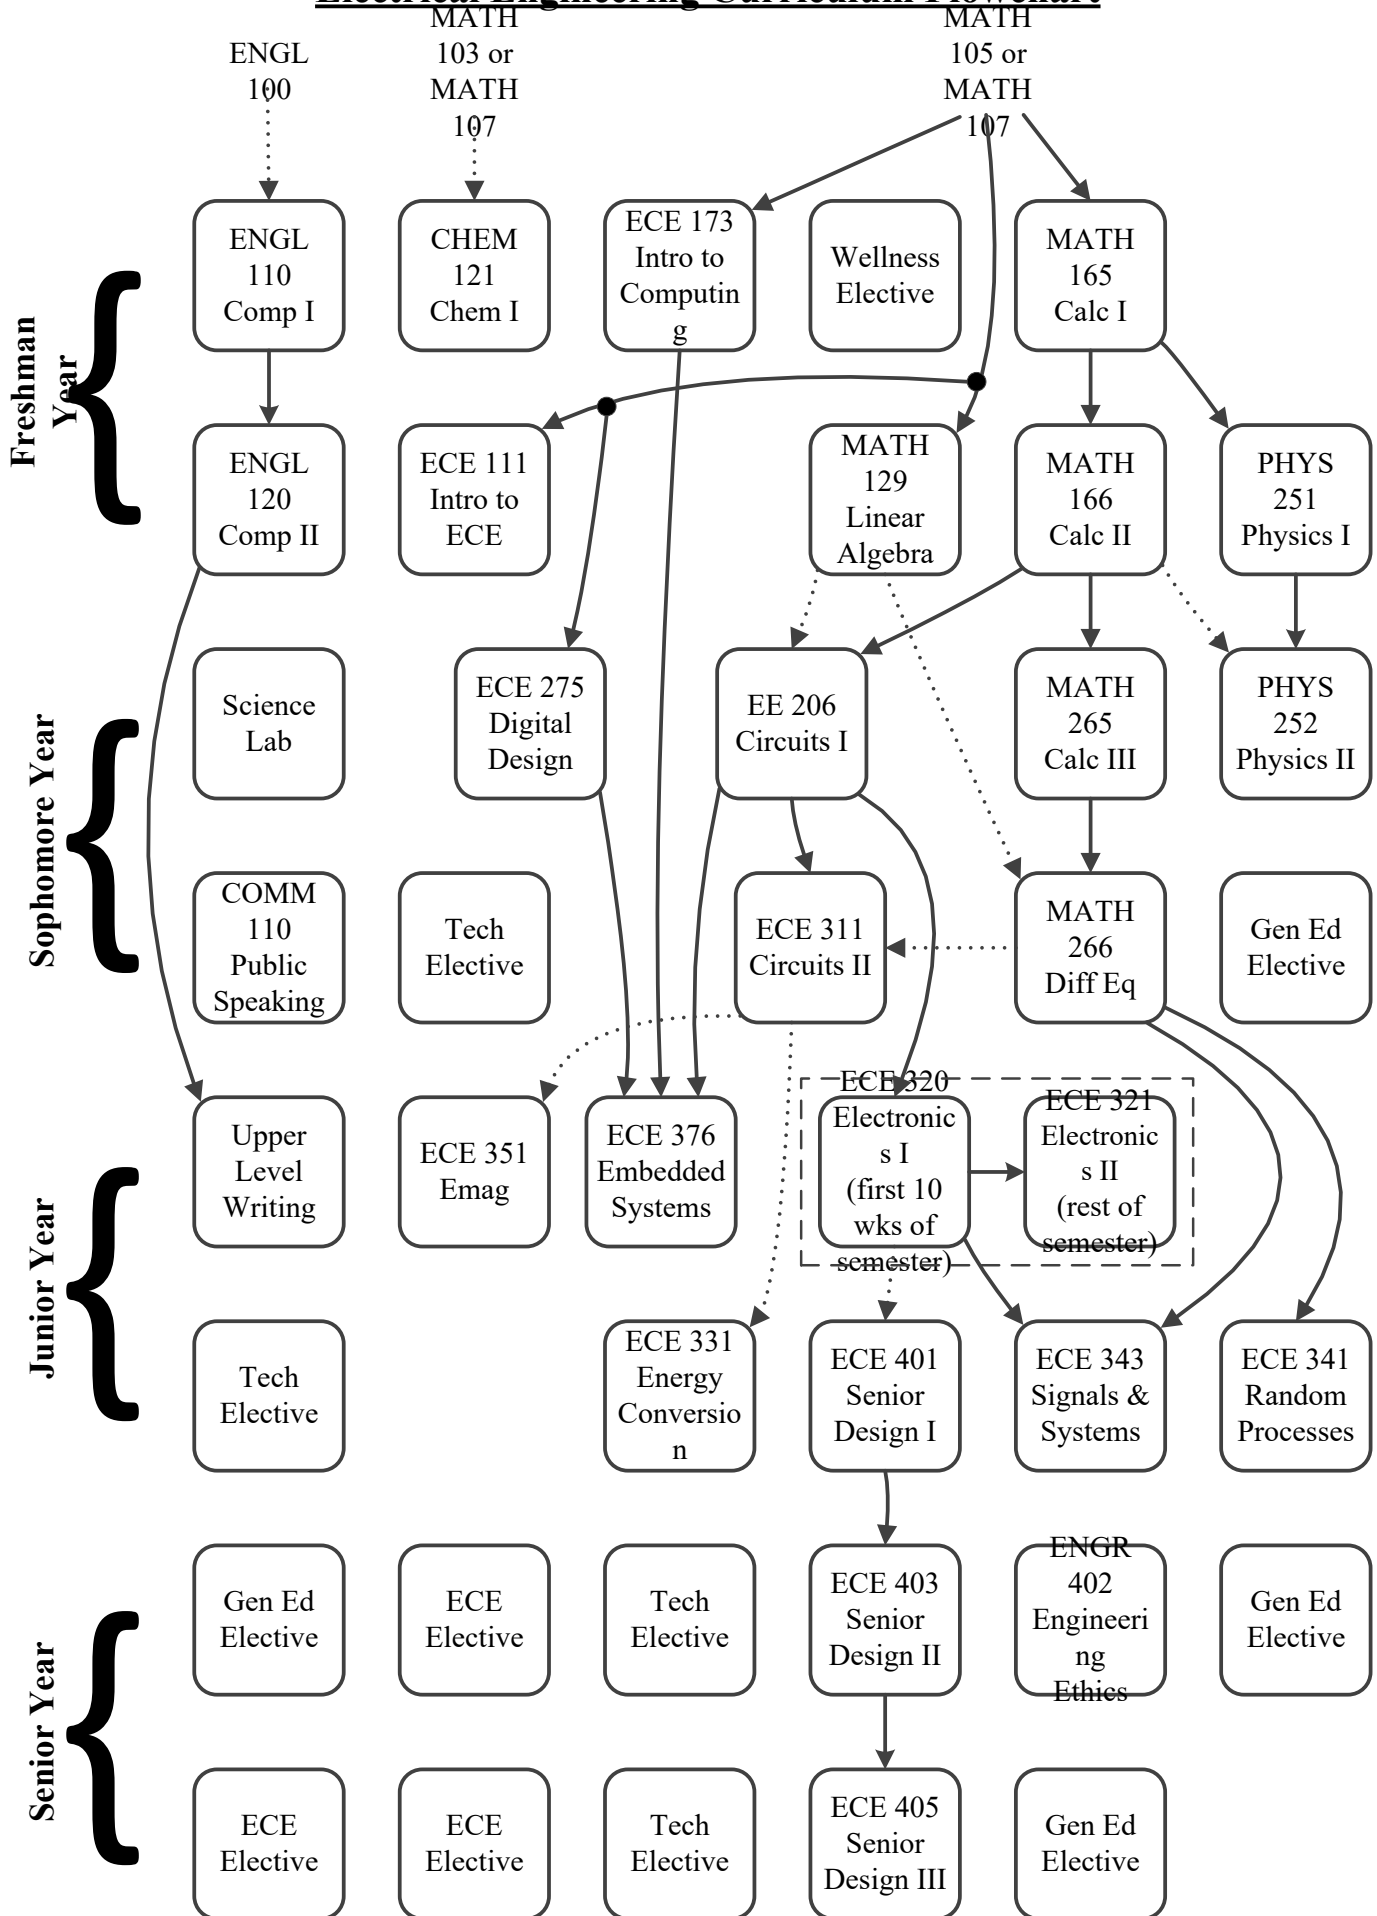 Electrical Engineering Curriculum Flowchart
ENGL
100
MATH
103 or
MATH
107
MATH
105 or
MATH
107
Freshman
Year
ENGL
110
Comp I
CHEM
121
Chem I
ECE 173
Intro to
Computin
g
Wellness
Elective
MATH
165
Calc I
ENGL
120
Comp II
ECE 111
Intro to
ECE
MATH
129
Linear
Algebra
MATH
166
Calc II
PHYS
251
Physics I
Sophomore Year
Science
Lab
ECE 275
Digital
Design
EE 206
Circuits I
MATH
265
Calc III
PHYS
252
Physics II
COMM
110
Public
Speaking
Tech
Elective
ECE 311
Circuits II
MATH
266
Diff Eq
Gen Ed
Elective
Junior Year
Upper
Level
Writing
ECE 351
Emag
ECE 376
Embedded
Systems
ECE 320
Electronic
s I
(first 10
wks of
semester)
ECE 321
Electronic
s II
(rest of
semester)
Tech
Elective
ECE 331
Energy
Conversio
n
ECE 401
Senior
Design I
ECE 343
Signals &
Systems
ECE 341
Random
Processes
Senior Year
Gen Ed
Elective
ECE
Elective
Tech
Elective
ECE 403
Senior
Design II
ENGR
402
Engineeri
ng
Ethics
Gen Ed
Elective
ECE
Elective
ECE
Elective
Tech
Elective
ECE 405
Senior
Design III
Gen Ed
Elective